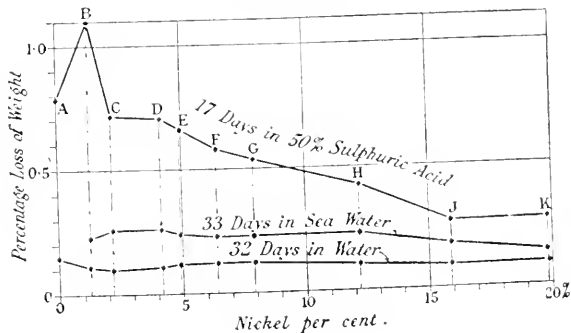 B
1.0
A
C
D
E
F
G
H
J
K
17 Days in 50% Sulphuric Acid
Percentage Loss of Weight
0.5
33 Days in Sea Water
32 Days in Water
0
0
5
10
15
20%
Nickel per cent.